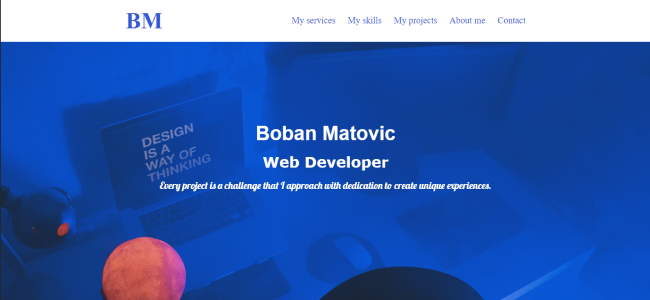 BM
My services My skills My projects About me Contact
DESIGN
IS A
WAY OF
THINKING
Boban Matovic
Web Developer
Every project is a challenge that I approach with dedication to create unique experiences.